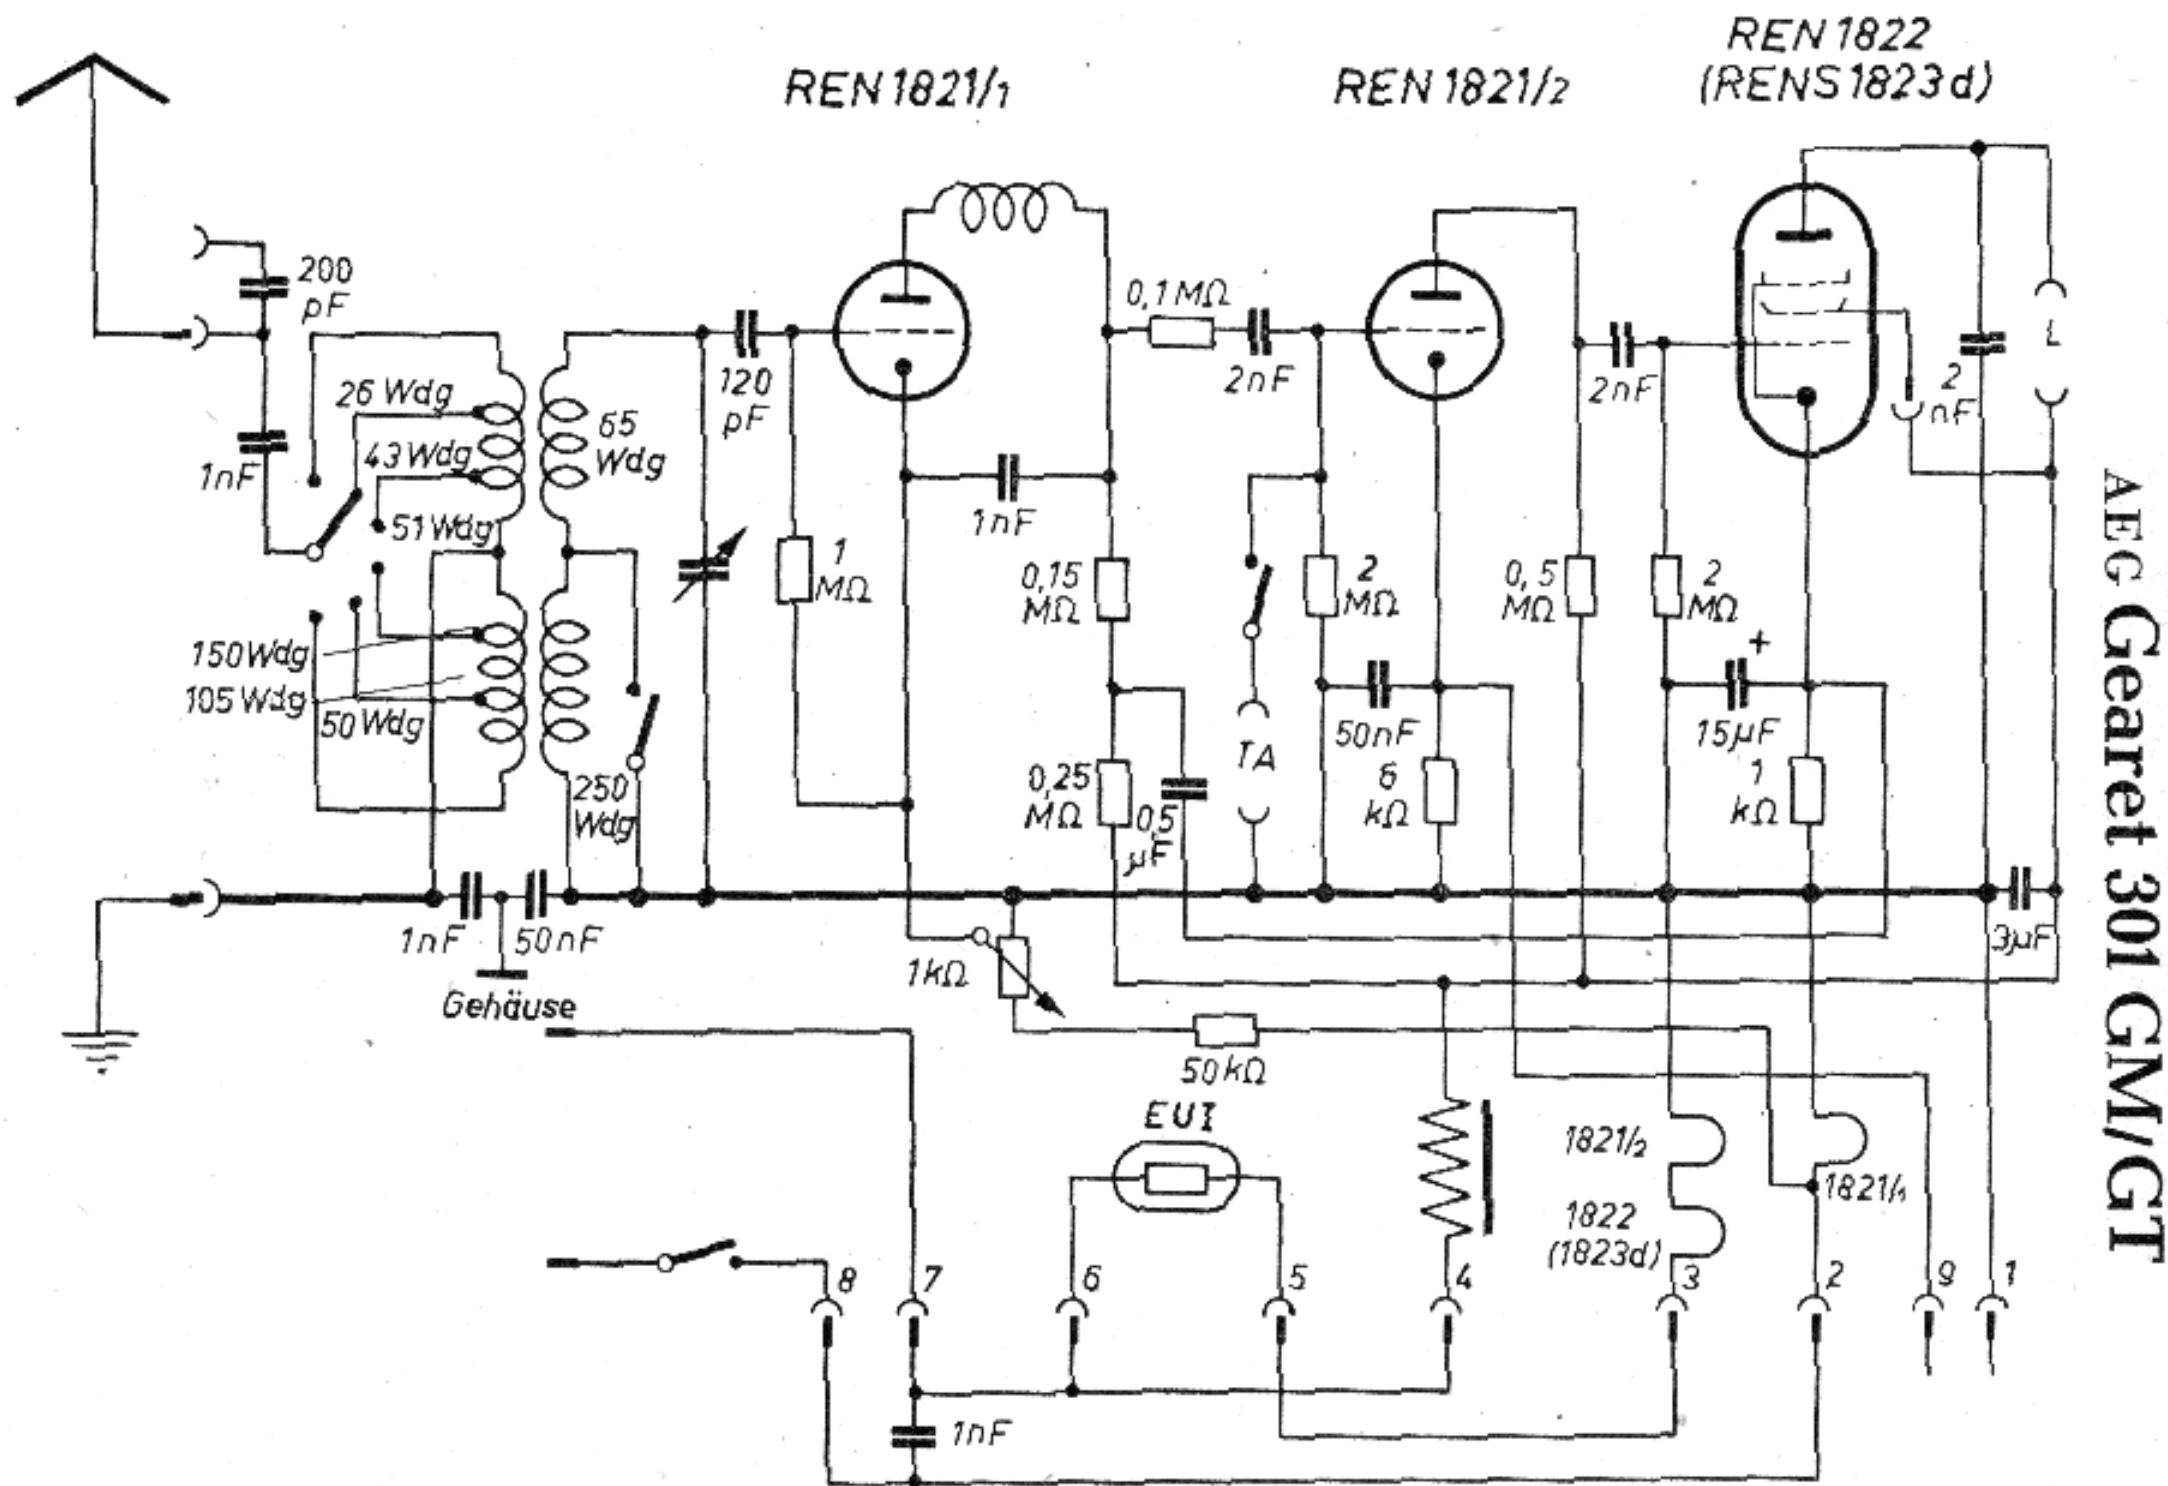 REN 1821/1
REN 1821/2
REN 1822
(RENS 1823 d)
200
pF
1nF
26 Wdg
43 Wdg
51 Wdg
65
Wdg
120
pF
1
MΩ
1nF
0,1 MΩ
2nF
0,15
MΩ
2
MΩ
0,5
MΩ
2nF
2
MΩ
2
nF
L
150 Wdg
105 Wdg
50 Wdg
250
Wdg
0,25
MΩ
0,5
µF
TA
50nF
6
kΩ
+
15µF
1
kΩ
1nF
50nF
Gehäuse
1kΩ
50kΩ
3µF
EUI
1821/2
1822
(1823d)
1821/1
8
7
6
5
4
3
2
9
1
1nF
AEG Gearet 301 GM/GT